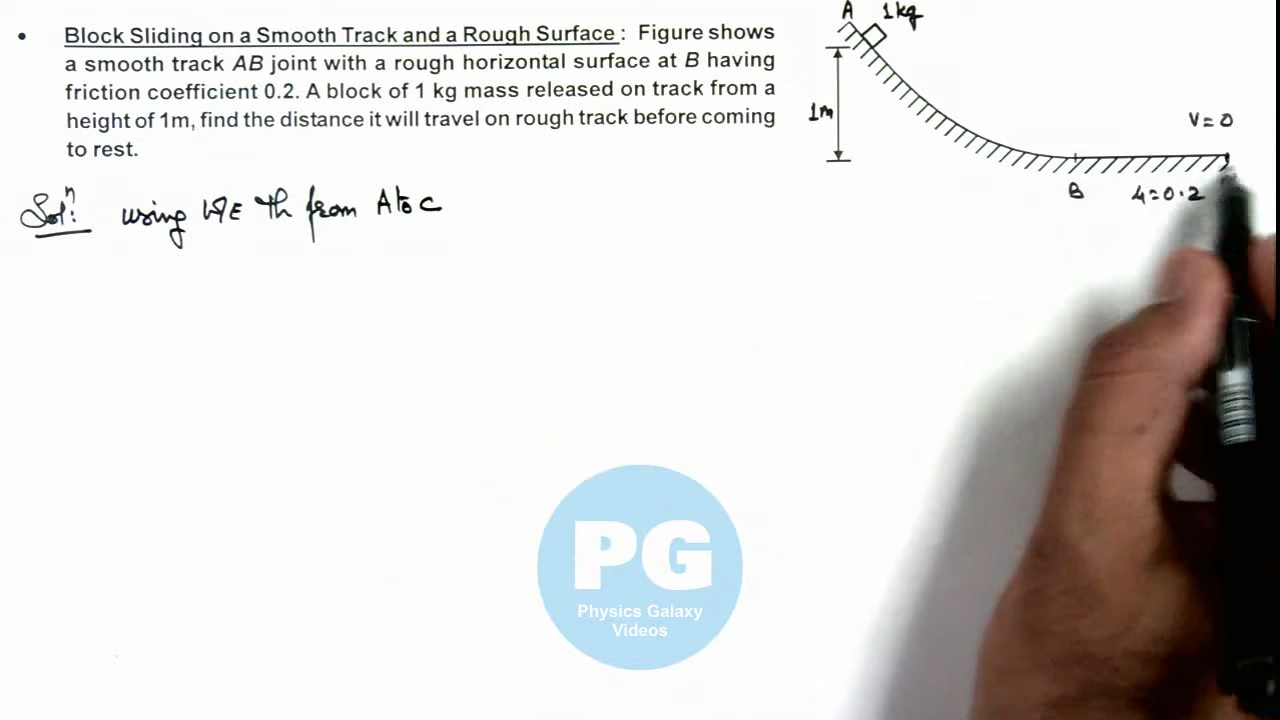 • Block Sliding on a Smooth Track and a Rough Surface : Figure shows
a smooth track AB joint with a rough horizontal surface at B having
friction coefficient 0.2. A block of 1 kg mass released on track from a
height of 1m, find the distance it will travel on rough track before coming
to rest.
Solⁿ: using WE th from A to C
A 1kg
1m
V=0
B μ=0.2
PG
Physics Galaxy
Videos